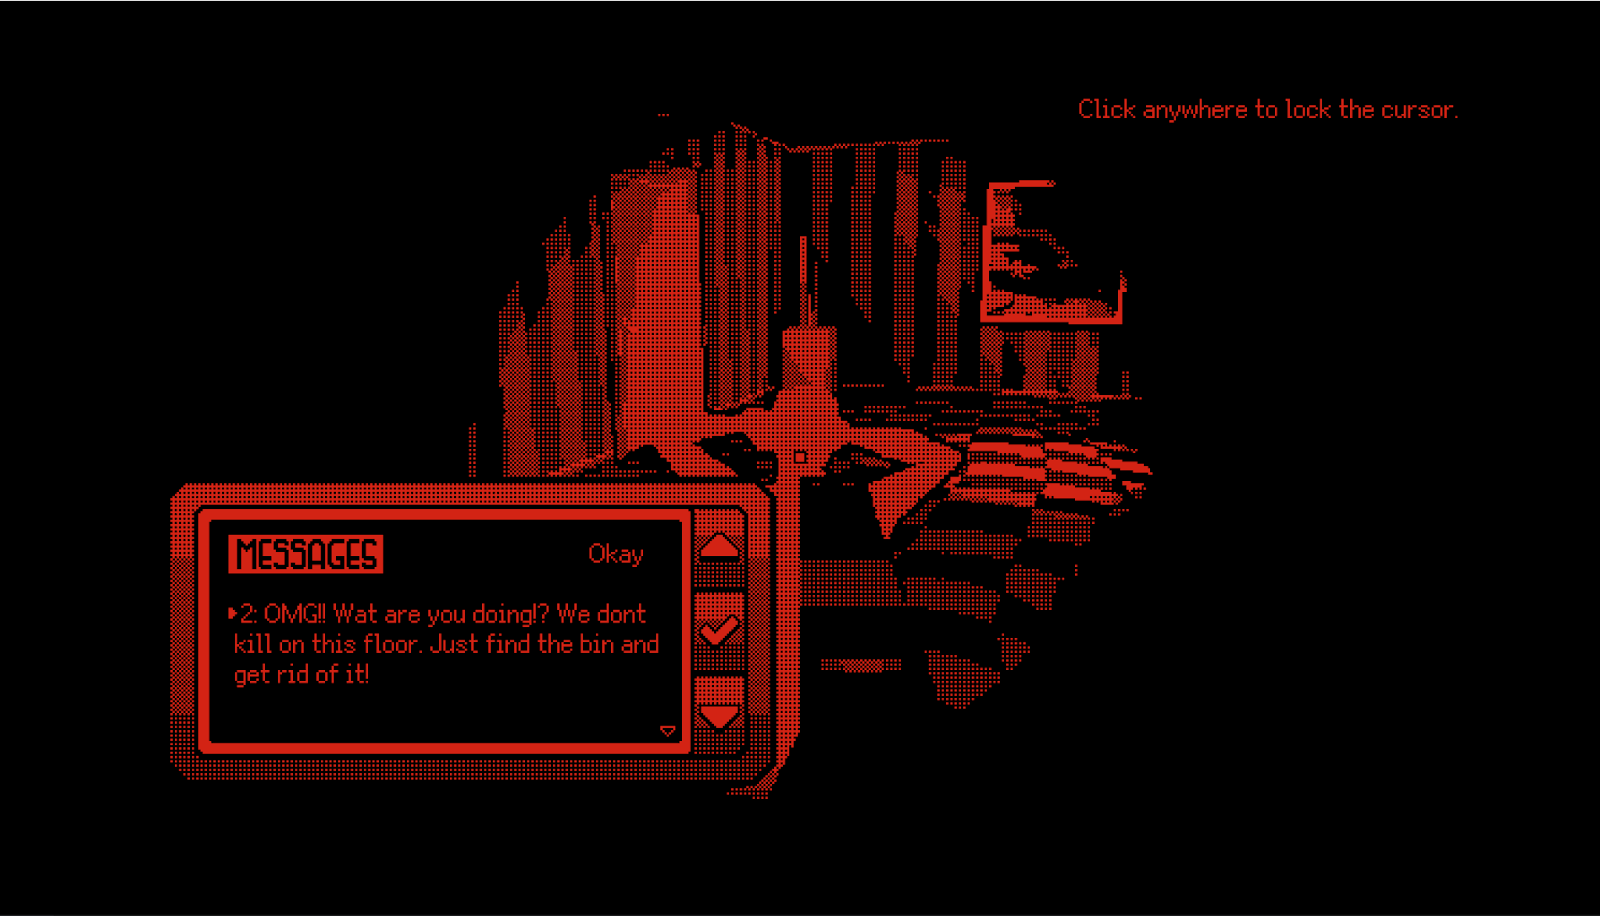 Click anywhere to lock the cursor.
MESSAGES
Okay
2: OMG!! Wat are you doing!? We dont
kill on this floor. Just find the bin and
get rid of it!